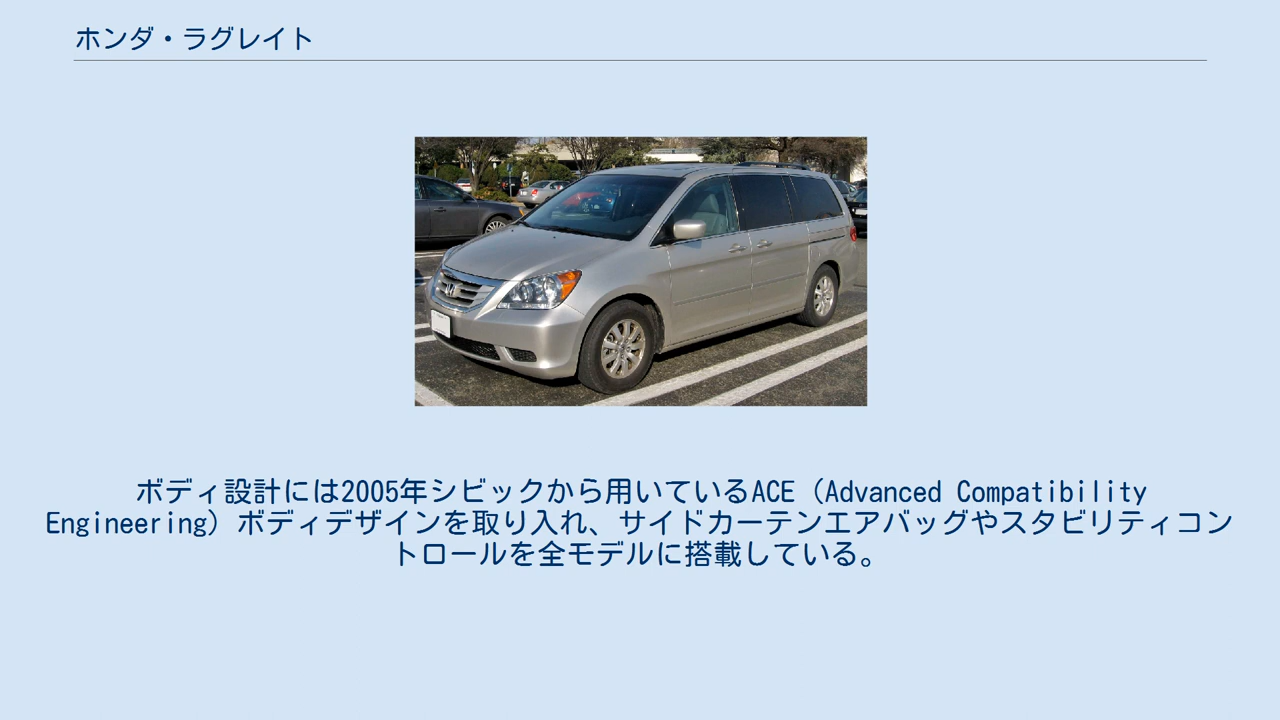 ホンダ・ラグレイト
ボディ設計には2005年シビックから用いているACE（Advanced Compatibility
Engineering）ボディデザインを取り入れ、サイドカーテンエアバッグやスタビリティコン
トロールを全モデルに搭載している。